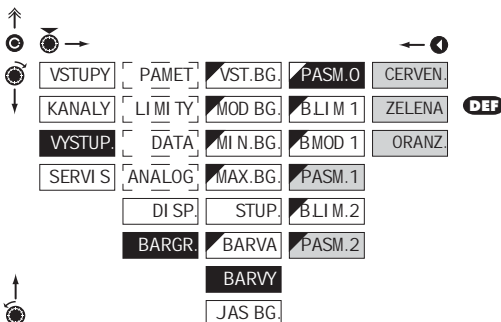 VSTUPY PAMET VST.BG. PASM.0 CERVEN.
KANALY LIMITY MOD BG. B.LIM 1 ZELENA DEF
VYSTUP. DATA MIN.BG. BMOD 1 ORANZ.
SERVIS ANALOG MAX.BG. PASM.1
DISP. STUP. B.LIM.2
BARGR. BARVA PASM.2
BARVY
JAS BG.